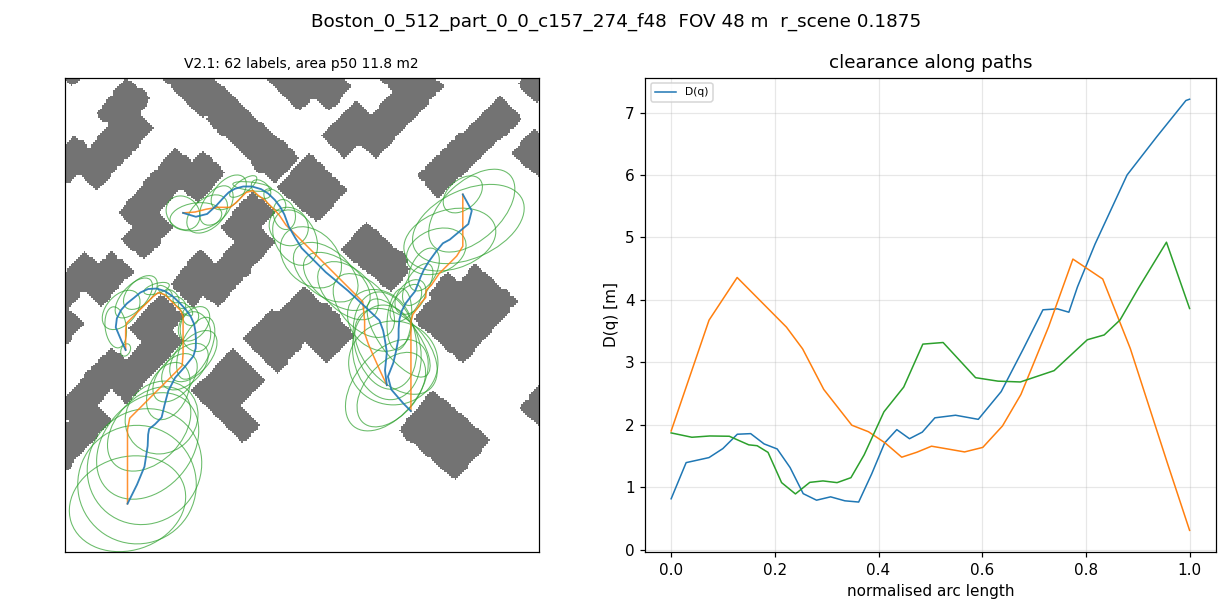 Boston_0_512_part_0_0_c157_274_f48  FOV 48 m  r_scene 0.1875
V2.1: 62 labels, area p50 11.8 m2
clearance along paths
D(q)
D(q) [m]
7
6
5
4
3
2
1
0
0.0
0.2
0.4
0.6
0.8
1.0
normalised arc length